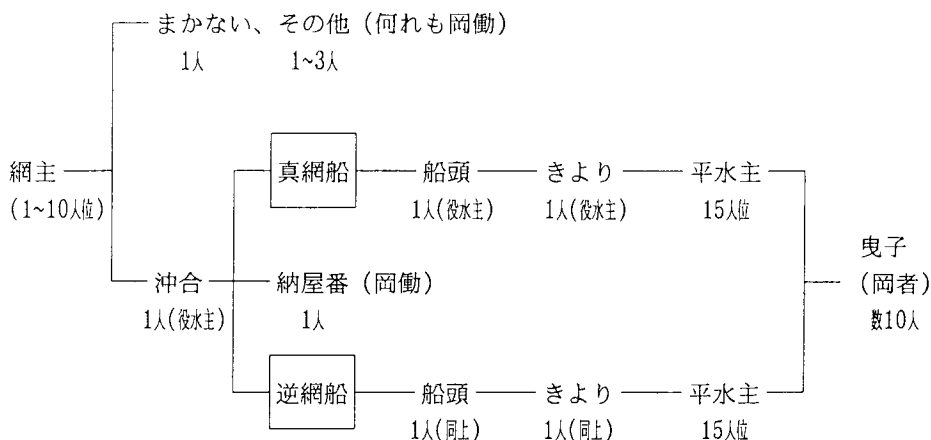 まかない、その他（何れも岡働）
1人 1~3人
網主
(1~10人位)
真網船 船頭 きより 平水主
1人(役水主) 1人(役水主) 15人位
曳子
(岡者)
数10人
沖合 納屋番（岡働）
1人(役水主) 1人
逆網船 船頭 きより 平水主
1人(同上) 1人(同上) 15人位